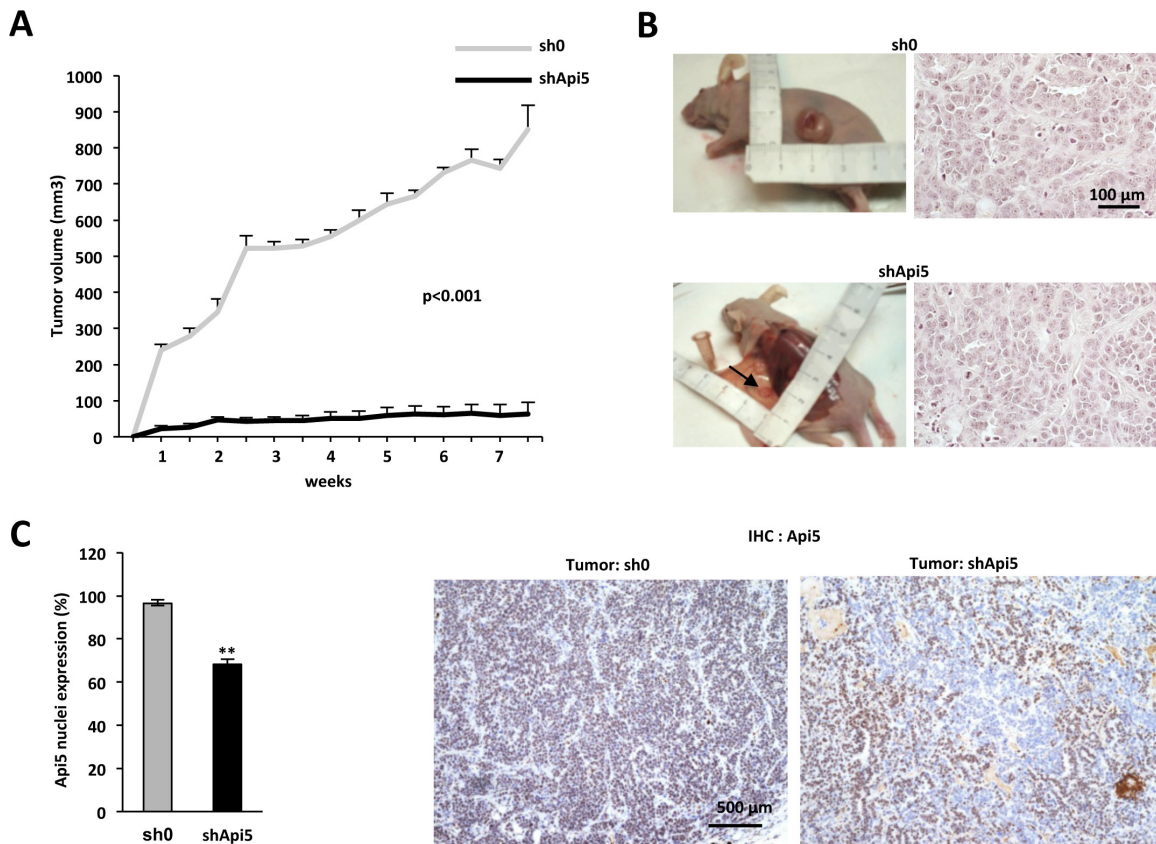 A
sh0
shApi5
1000
900
800
700
600
500
400
300
200
100
0
Tumor volume (mm3)
p<0.001
1 2 3 4 5 6 7
weeks
B
sh0
100 µm
shApi5
C
120
100
80
60
40
20
0
Api5 nuclei expression (%)
**
sh0 shApi5
IHC : Api5
Tumor: sh0
Tumor: shApi5
500 µm